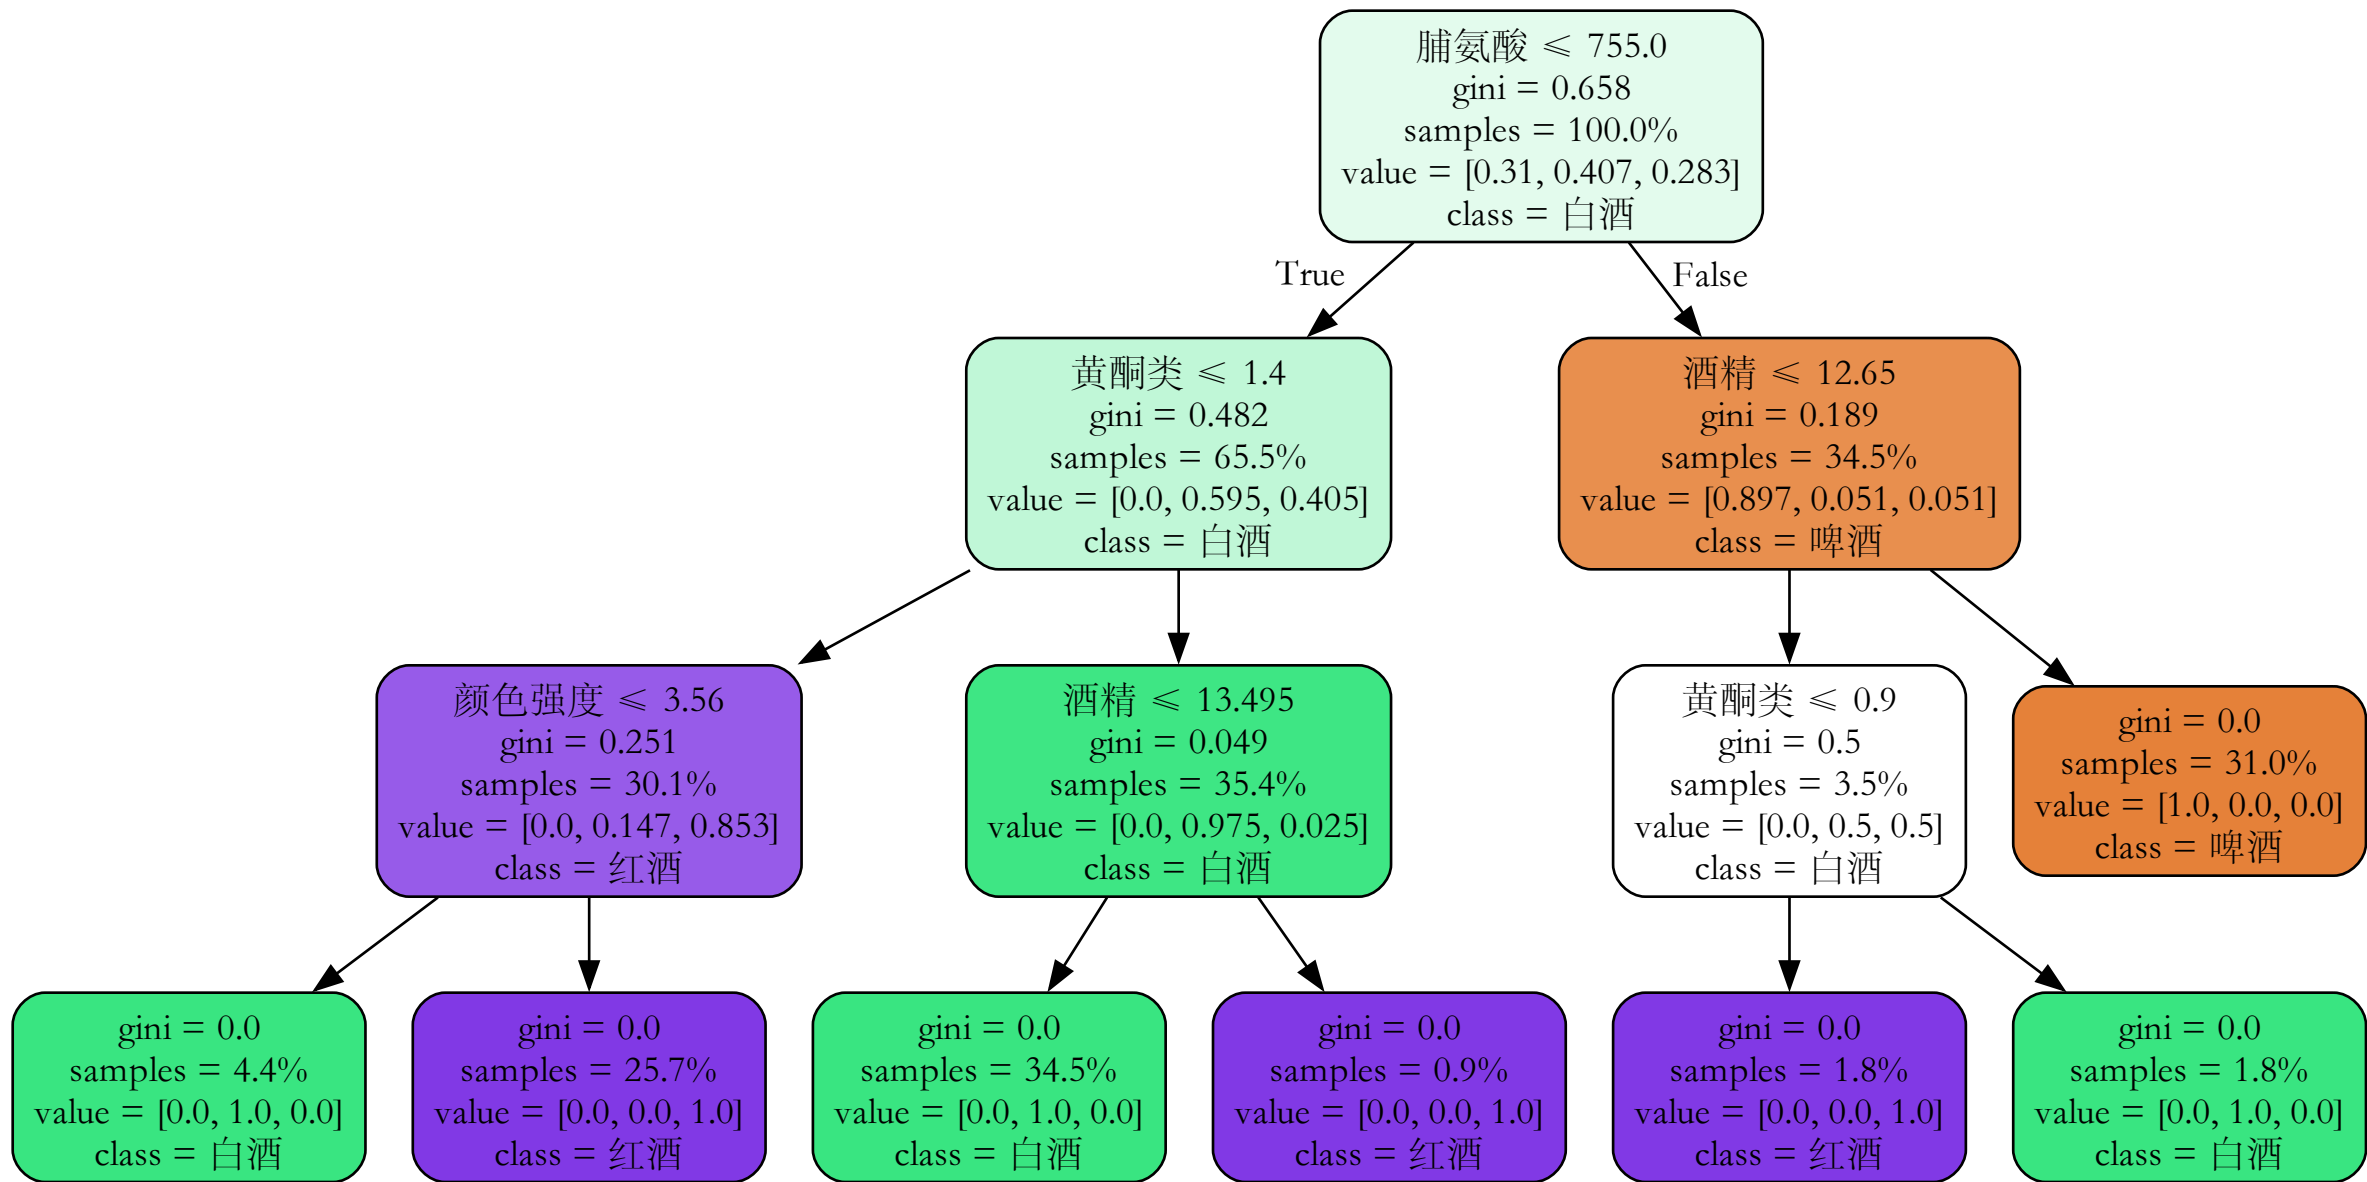 脯氨酸 ≤ 755.0
gini = 0.658
samples = 100.0%
value = [0.31, 0.407, 0.283]
class = 白酒
True
False
黄酮类 ≤ 1.4
gini = 0.482
samples = 65.5%
value = [0.0, 0.595, 0.405]
class = 白酒
酒精 ≤ 12.65
gini = 0.189
samples = 34.5%
value = [0.897, 0.051, 0.051]
class = 啤酒
颜色强度 ≤ 3.56
gini = 0.251
samples = 30.1%
value = [0.0, 0.147, 0.853]
class = 红酒
酒精 ≤ 13.495
gini = 0.049
samples = 35.4%
value = [0.0, 0.975, 0.025]
class = 白酒
黄酮类 ≤ 0.9
gini = 0.5
samples = 3.5%
value = [0.0, 0.5, 0.5]
class = 白酒
gini = 0.0
samples = 31.0%
value = [1.0, 0.0, 0.0]
class = 啤酒
gini = 0.0
samples = 4.4%
value = [0.0, 1.0, 0.0]
class = 白酒
gini = 0.0
samples = 25.7%
value = [0.0, 0.0, 1.0]
class = 红酒
gini = 0.0
samples = 34.5%
value = [0.0, 1.0, 0.0]
class = 白酒
gini = 0.0
samples = 0.9%
value = [0.0, 0.0, 1.0]
class = 红酒
gini = 0.0
samples = 1.8%
value = [0.0, 0.0, 1.0]
class = 红酒
gini = 0.0
samples = 1.8%
value = [0.0, 1.0, 0.0]
class = 白酒